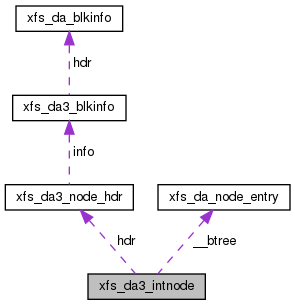 xfs_da_blkinfo
hdr
xfs_da3_blkinfo
info
xfs_da3_node_hdr
xfs_da_node_entry
hdr
__btree
xfs_da3_intnode